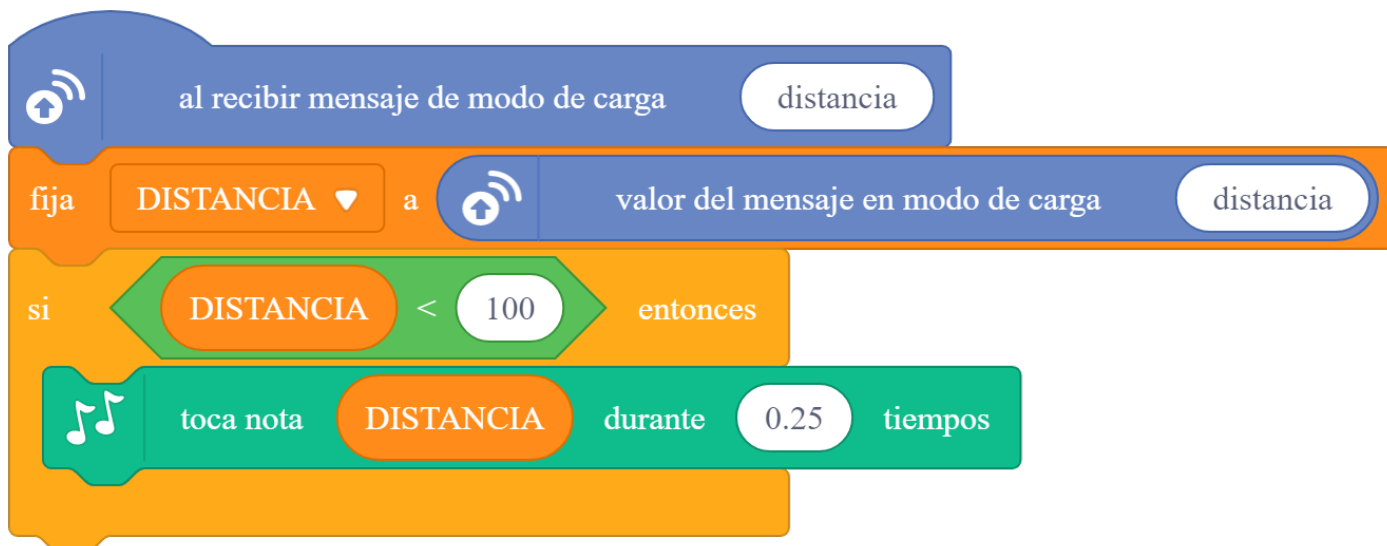 al recibir mensaje de modo de carga distancia
fija DISTANCIA a valor del mensaje en modo de carga distancia
si DISTANCIA < 100 entonces
toca nota DISTANCIA durante 0.25 tiempos